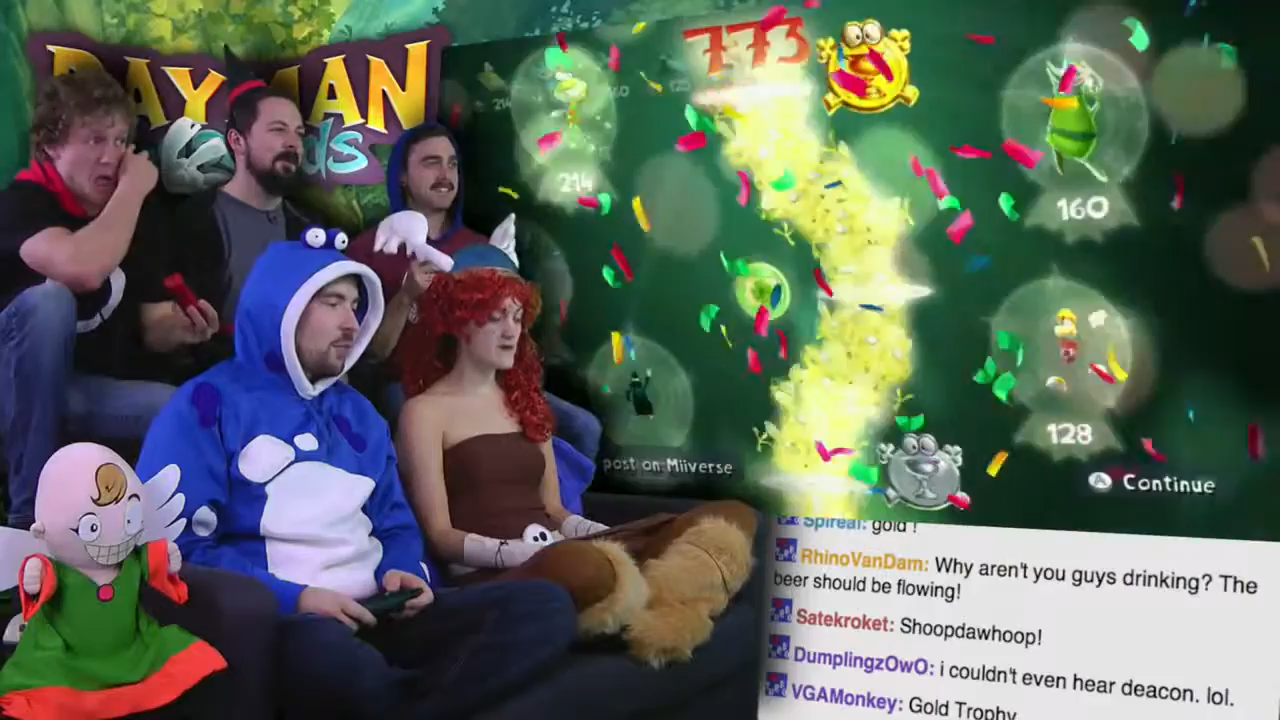 RAYMAN
773
214
160
128
post on Miiverse
Continue
Spireal: gold !
RhinoVanDam: Why aren't you guys drinking? The
beer should be flowing!
Satekroket: Shoopdawhoop!
DumplingzOwO: i couldn't even hear deacon. lol.
VGAMonkey: Gold Trophy